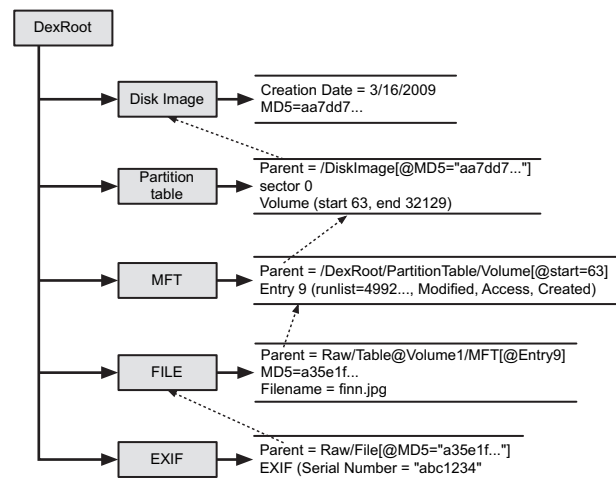 DexRoot
Disk Image
Creation Date = 3/16/2009
MD5=aa7dd7...
Partition
table
Parent = /DiskImage[@MD5="aa7dd7..."]
sector 0
Volume (start 63, end 32129)
MFT
Parent = /DexRoot/PartitionTable/Volume[@start=63]
Entry 9 (runlist=4992..., Modified, Access, Created)
FILE
Parent = Raw/Table@Volume1/MFT[@Entry9]
MD5=a35e1f...
Filename = finn.jpg
EXIF
Parent = Raw/File[@MD5="a35e1f..."]
EXIF (Serial Number = "abc1234"